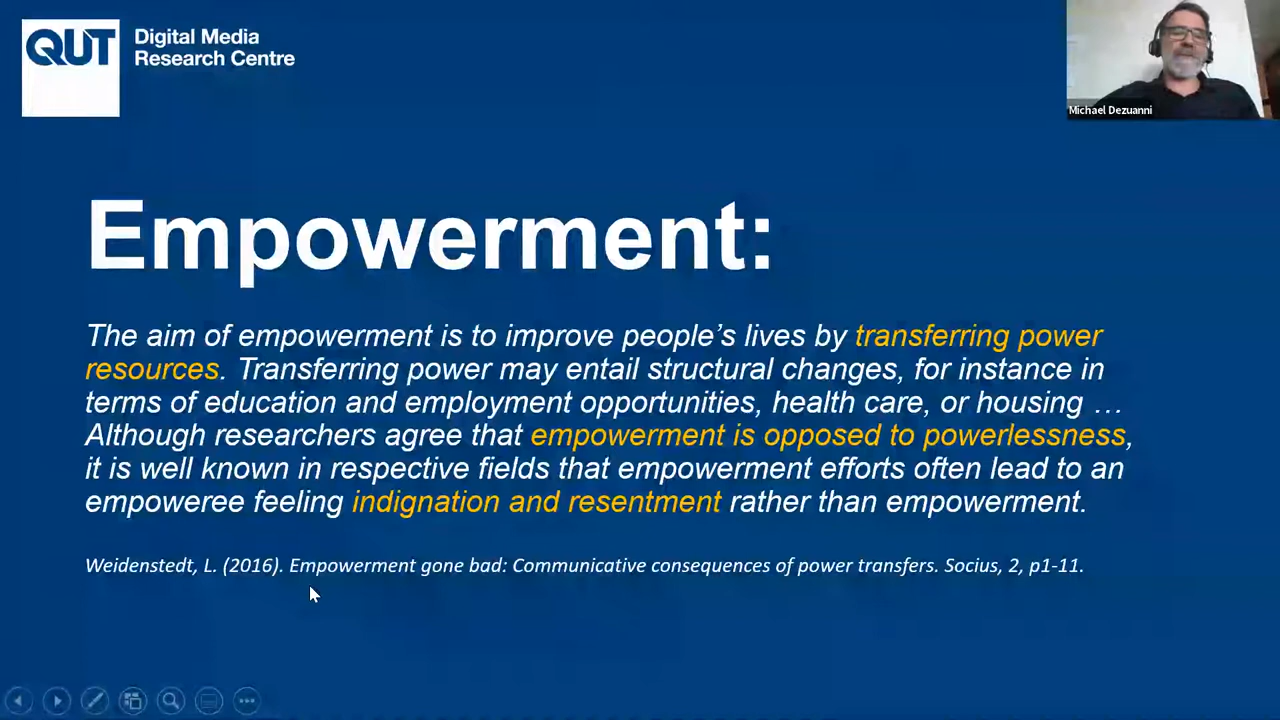 QUT
Digital Media
Research Centre
Michael Dezuanni
Empowerment:
The aim of empowerment is to improve people’s lives by transferring power
resources. Transferring power may entail structural changes, for instance in
terms of education and employment opportunities, health care, or housing …
Although researchers agree that empowerment is opposed to powerlessness,
it is well known in respective fields that empowerment efforts often lead to an
empoweree feeling indignation and resentment rather than empowerment.
Weidenstedt, L. (2016). Empowerment gone bad: Communicative consequences of power transfers. Socius, 2, p1-11.